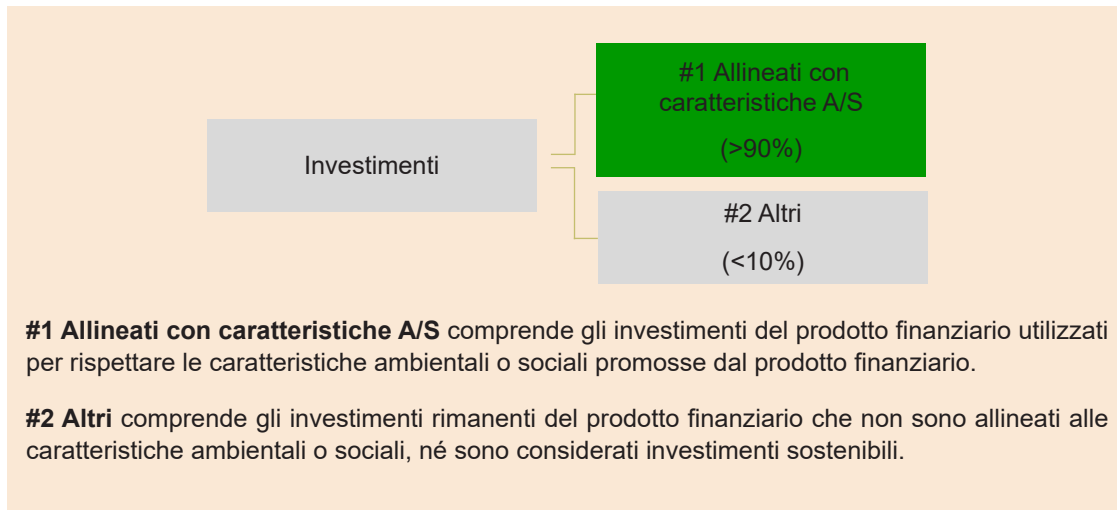 #1 Allineati con
caratteristiche A/S
(>90%)
Investimenti
#2 Altri
(<10%)
#1 Allineati con caratteristiche A/S comprende gli investimenti del prodotto finanziario utilizzati
per rispettare le caratteristiche ambientali o sociali promosse dal prodotto finanziario.
#2 Altri comprende gli investimenti rimanenti del prodotto finanziario che non sono allineati alle
caratteristiche ambientali o sociali, né sono considerati investimenti sostenibili.